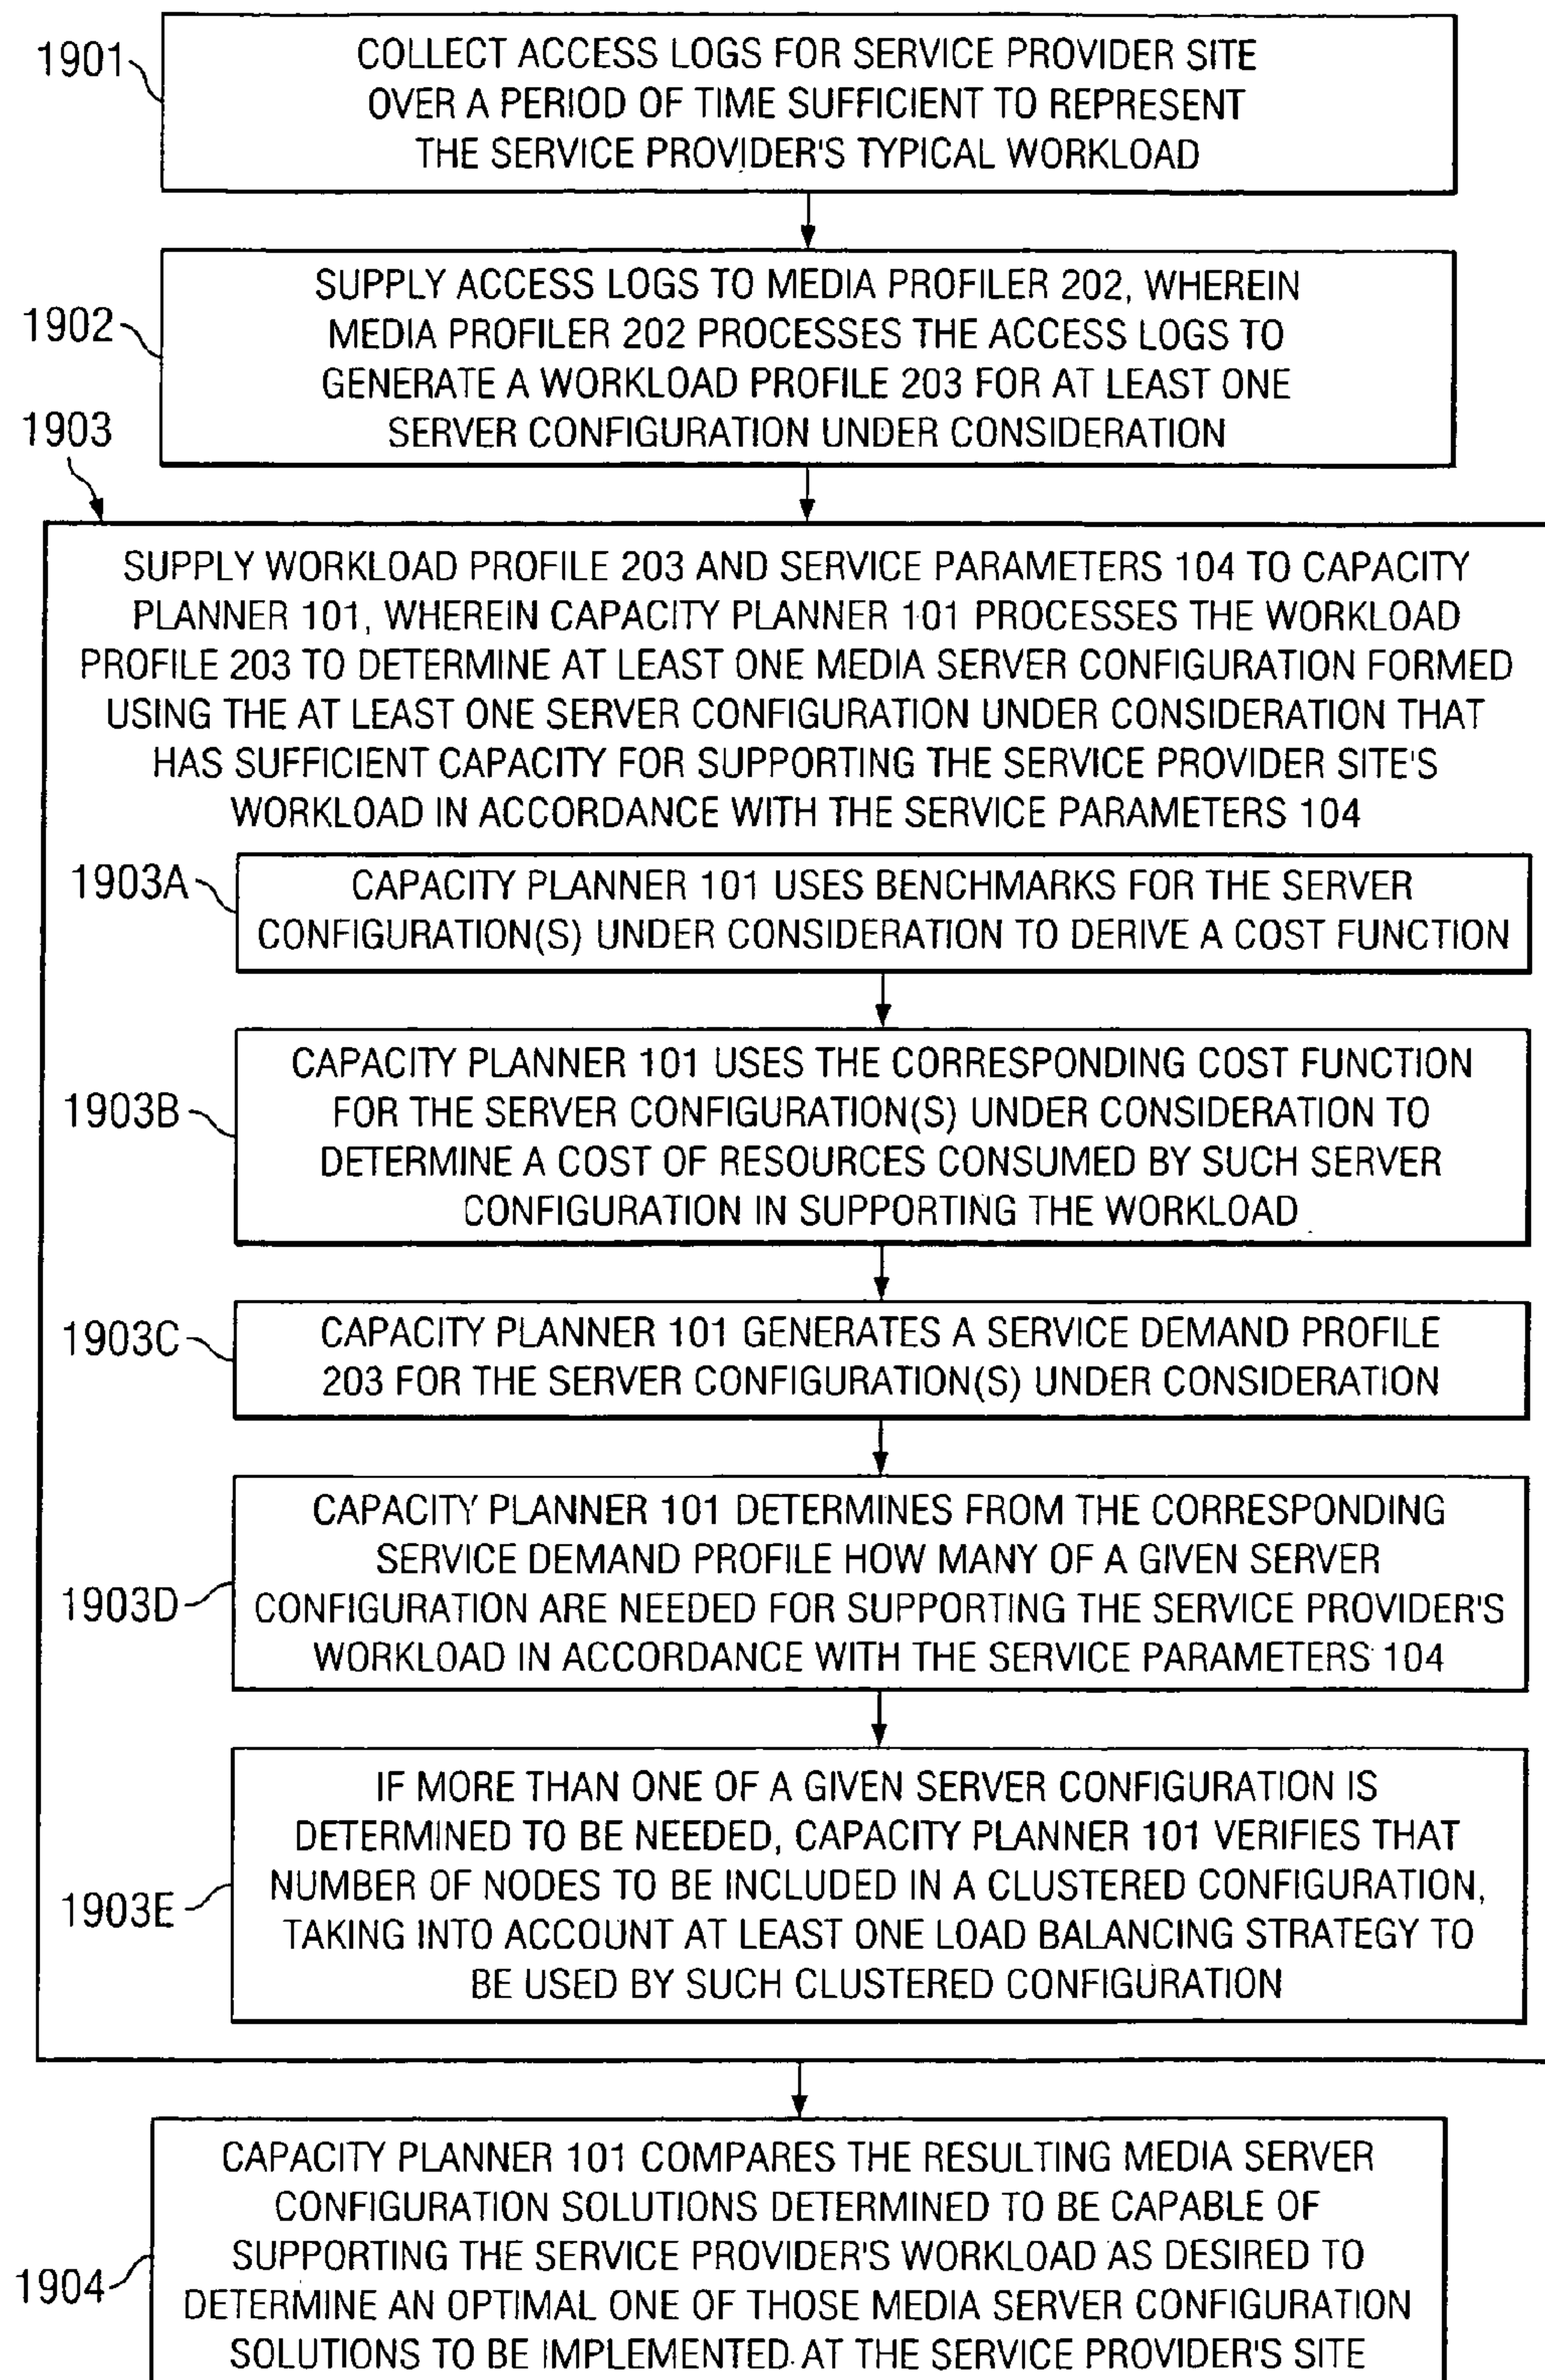 1901
COLLECT ACCESS LOGS FOR SERVICE PROVIDER SITE
OVER A PERIOD OF TIME SUFFICIENT TO REPRESENT
THE SERVICE PROVIDER'S TYPICAL WORKLOAD
1902
SUPPLY ACCESS LOGS TO MEDIA PROFILER 202, WHEREIN
MEDIA PROFILER 202 PROCESSES THE ACCESS LOGS TO
GENERATE A WORKLOAD PROFILE 203 FOR AT LEAST ONE
SERVER CONFIGURATION UNDER CONSIDERATION
1903
SUPPLY WORKLOAD PROFILE 203 AND SERVICE PARAMETERS 104 TO CAPACITY
PLANNER 101, WHEREIN CAPACITY PLANNER 101 PROCESSES THE WORKLOAD
PROFILE 203 TO DETERMINE AT LEAST ONE MEDIA SERVER CONFIGURATION FORMED
USING THE AT LEAST ONE SERVER CONFIGURATION UNDER CONSIDERATION THAT
HAS SUFFICIENT CAPACITY FOR SUPPORTING THE SERVICE PROVIDER SITE'S
WORKLOAD IN ACCORDANCE WITH THE SERVICE PARAMETERS 104
1903A
CAPACITY PLANNER 101 USES BENCHMARKS FOR THE SERVER
CONFIGURATION(S) UNDER CONSIDERATION TO DERIVE A COST FUNCTION
1903B
CAPACITY PLANNER 101 USES THE CORRESPONDING COST FUNCTION
FOR THE SERVER CONFIGURATION(S) UNDER CONSIDERATION TO
DETERMINE A COST OF RESOURCES CONSUMED BY SUCH SERVER
CONFIGURATION IN SUPPORTING THE WORKLOAD
1903C
CAPACITY PLANNER 101 GENERATES A SERVICE DEMAND PROFILE
203 FOR THE SERVER CONFIGURATION(S) UNDER CONSIDERATION
1903D
CAPACITY PLANNER 101 DETERMINES FROM THE CORRESPONDING
SERVICE DEMAND PROFILE HOW MANY OF A GIVEN SERVER
CONFIGURATION ARE NEEDED FOR SUPPORTING THE SERVICE PROVIDER'S
WORKLOAD IN ACCORDANCE WITH THE SERVICE PARAMETERS 104
1903E
IF MORE THAN ONE OF A GIVEN SERVER CONFIGURATION IS
DETERMINED TO BE NEEDED, CAPACITY PLANNER 101 VERIFIES THAT
NUMBER OF NODES TO BE INCLUDED IN A CLUSTERED CONFIGURATION,
TAKING INTO ACCOUNT AT LEAST ONE LOAD BALANCING STRATEGY TO
BE USED BY SUCH CLUSTERED CONFIGURATION
1904
CAPACITY PLANNER 101 COMPARES THE RESULTING MEDIA SERVER
CONFIGURATION SOLUTIONS DETERMINED TO BE CAPABLE OF
SUPPORTING THE SERVICE PROVIDER'S WORKLOAD AS DESIRED TO
DETERMINE AN OPTIMAL ONE OF THOSE MEDIA SERVER CONFIGURATION
SOLUTIONS TO BE IMPLEMENTED AT THE SERVICE PROVIDER'S SITE